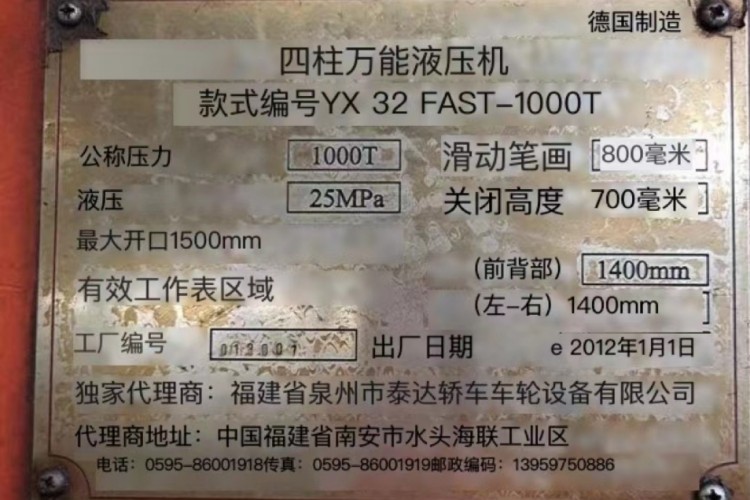 德国制造
四柱万能液压机
款式编号YX 32 FAST-1000T
公称压力 1000T 滑动笔画 800毫米
液压 25MPa 关闭高度 700毫米
最大开口1500mm
有效工作表区域 (前背部) 1400mm
(左-右) 1400mm
工厂编号 013007 出厂日期 e 2012年1月1日
独家代理商：福建省泉州市泰达轿车车轮设备有限公司
代理商地址：中国福建省南安市水头海联工业区
电话：0595-86001918传真：0595-86001919邮政编码：13959750886